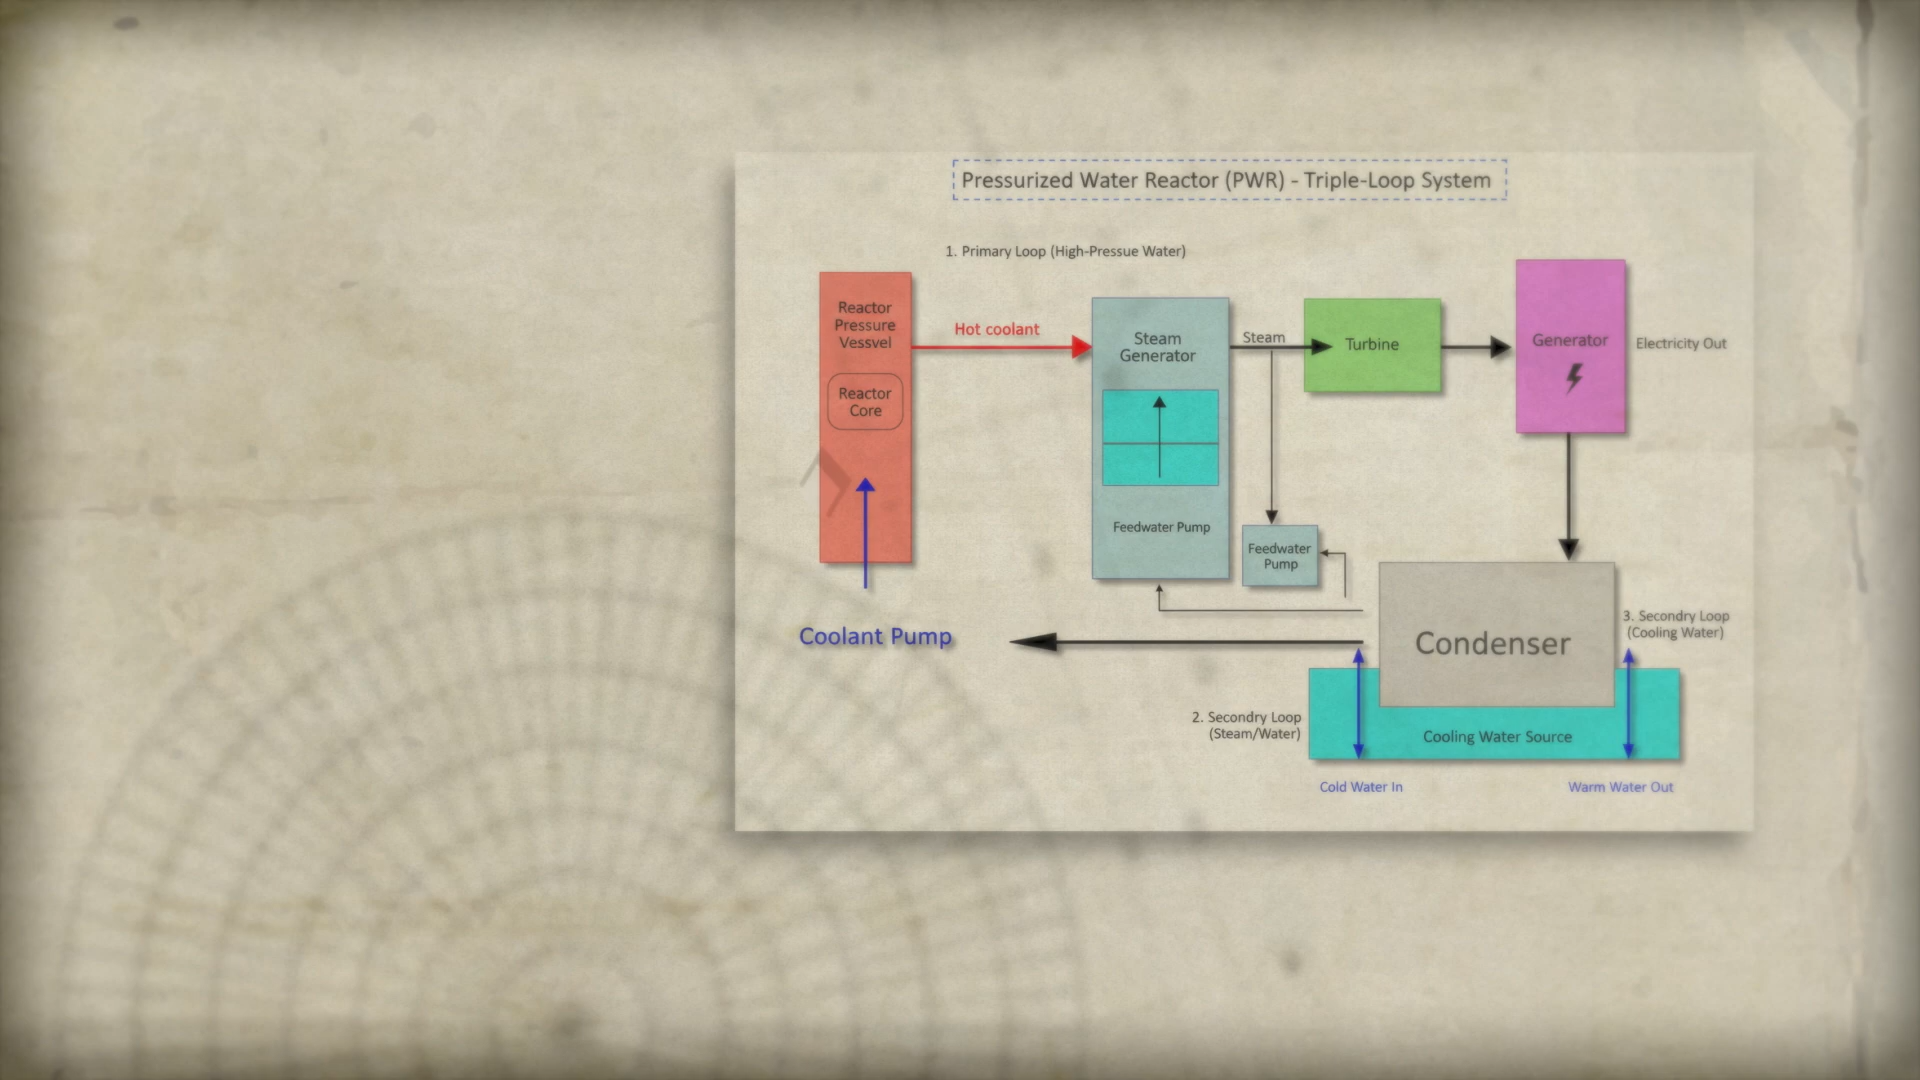 Pressurized Water Reactor (PWR) - Triple-Loop System
1. Primary Loop (High-Pressue Water)
Reactor
Pressure
Vessvel
Reactor
Core
Hot coolant
Steam
Generator
Feedwater Pump
Steam
Turbine
Generator
Electricity Out
Feedwater
Pump
Coolant Pump
Condenser
3. Secondry Loop
(Cooling Water)
2. Secondry Loop
(Steam/Water)
Cooling Water Source
Cold Water In
Warm Water Out